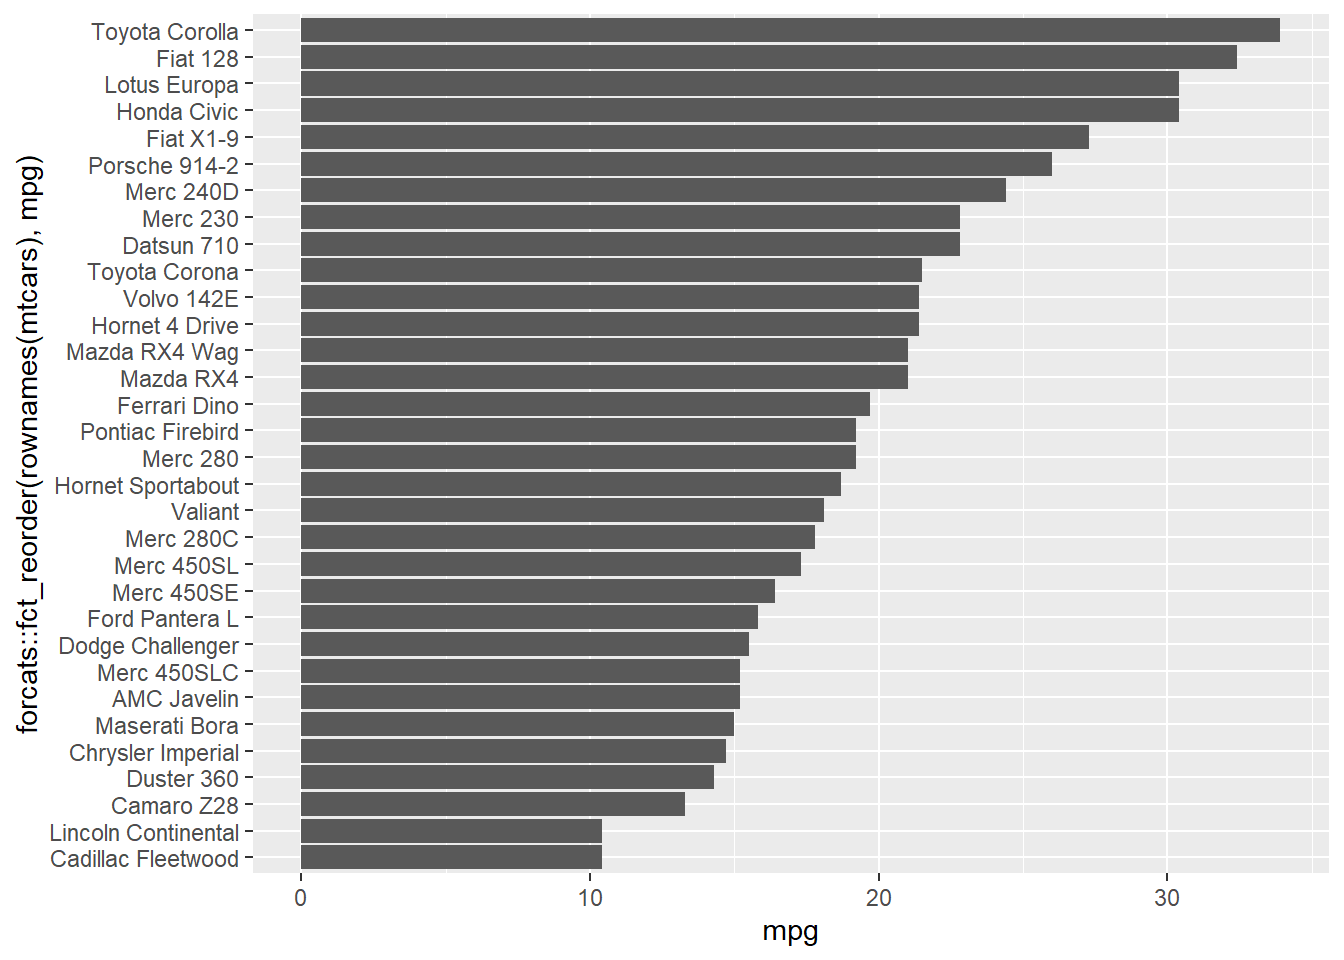 forcats::fct_reorder(rownames(mtcars), mpg)
Toyota Corolla
Fiat 128
Lotus Europa
Honda Civic
Fiat X1-9
Porsche 914-2
Merc 240D
Merc 230
Datsun 710
Toyota Corona
Volvo 142E
Hornet 4 Drive
Mazda RX4 Wag
Mazda RX4
Ferrari Dino
Pontiac Firebird
Merc 280
Hornet Sportabout
Valiant
Merc 280C
Merc 450SL
Merc 450SE
Ford Pantera L
Dodge Challenger
Merc 450SLC
AMC Javelin
Maserati Bora
Chrysler Imperial
Duster 360
Camaro Z28
Lincoln Continental
Cadillac Fleetwood
0 10 20 30
mpg